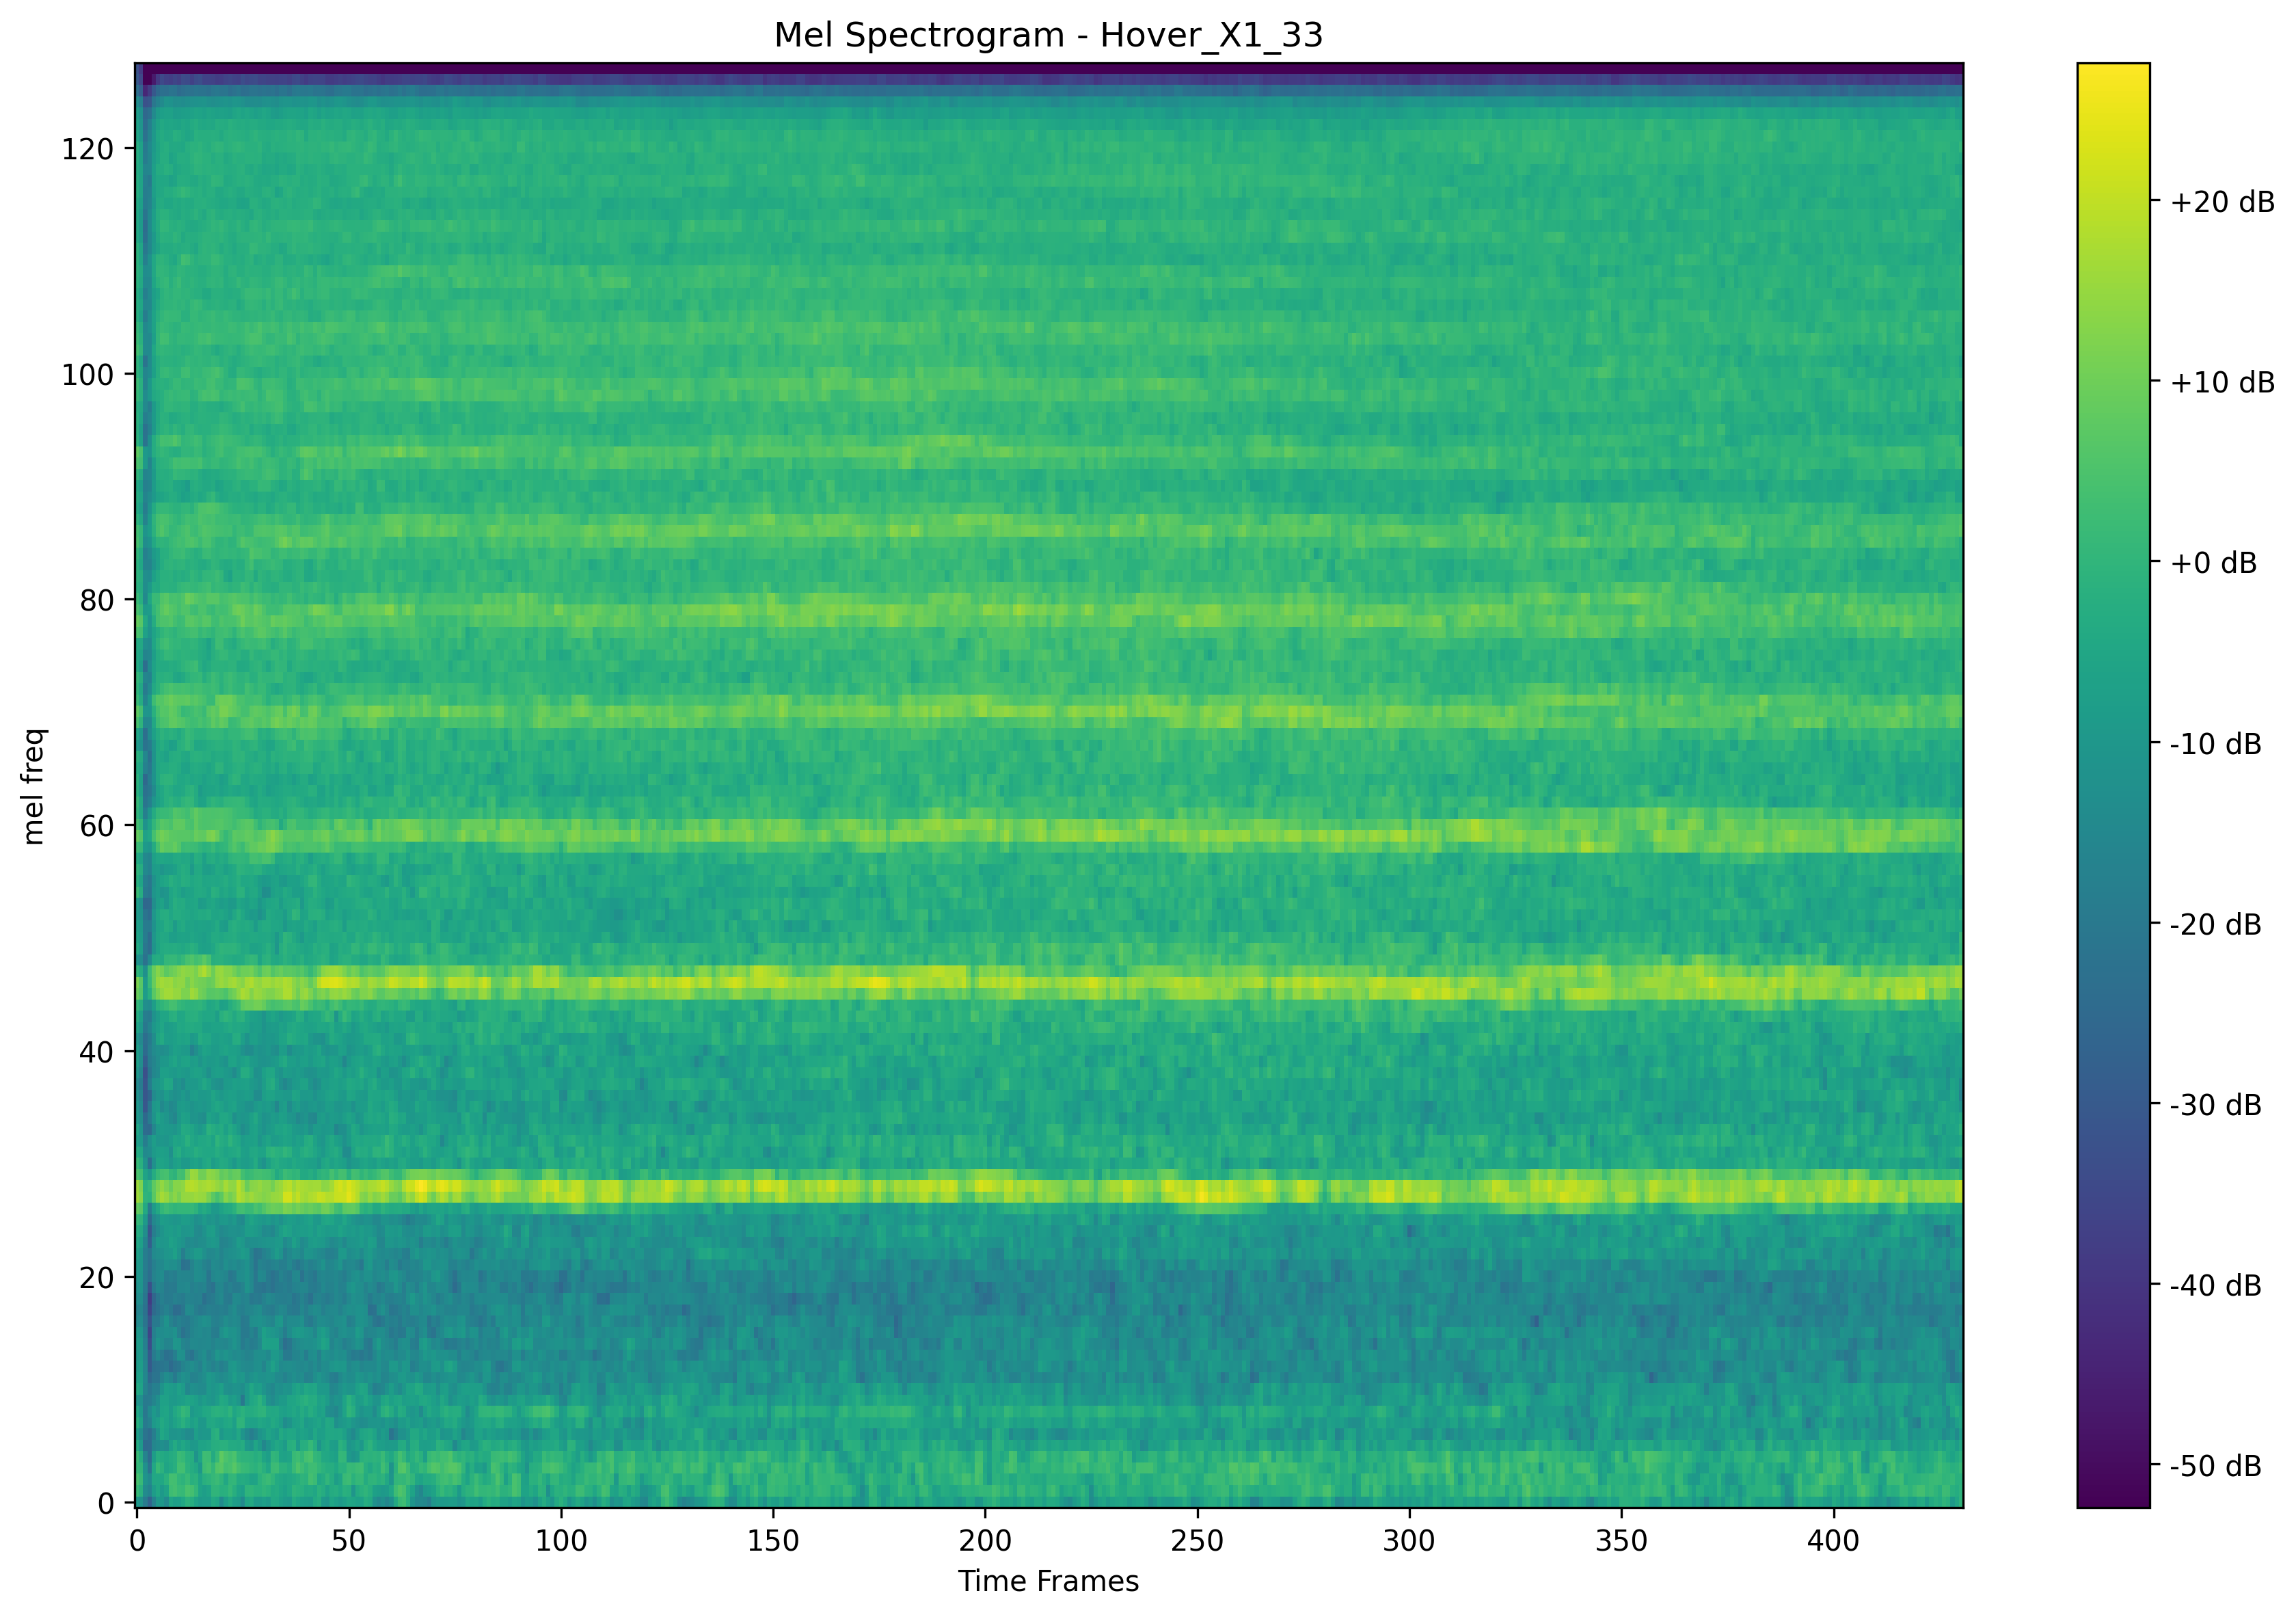 Mel Spectrogram - Hover_X1_33
120
100
80
60
40
20
0
mel freq
0 50 100 150 200 250 300 350 400
Time Frames
+20 dB
+10 dB
+0 dB
-10 dB
-20 dB
-30 dB
-40 dB
-50 dB